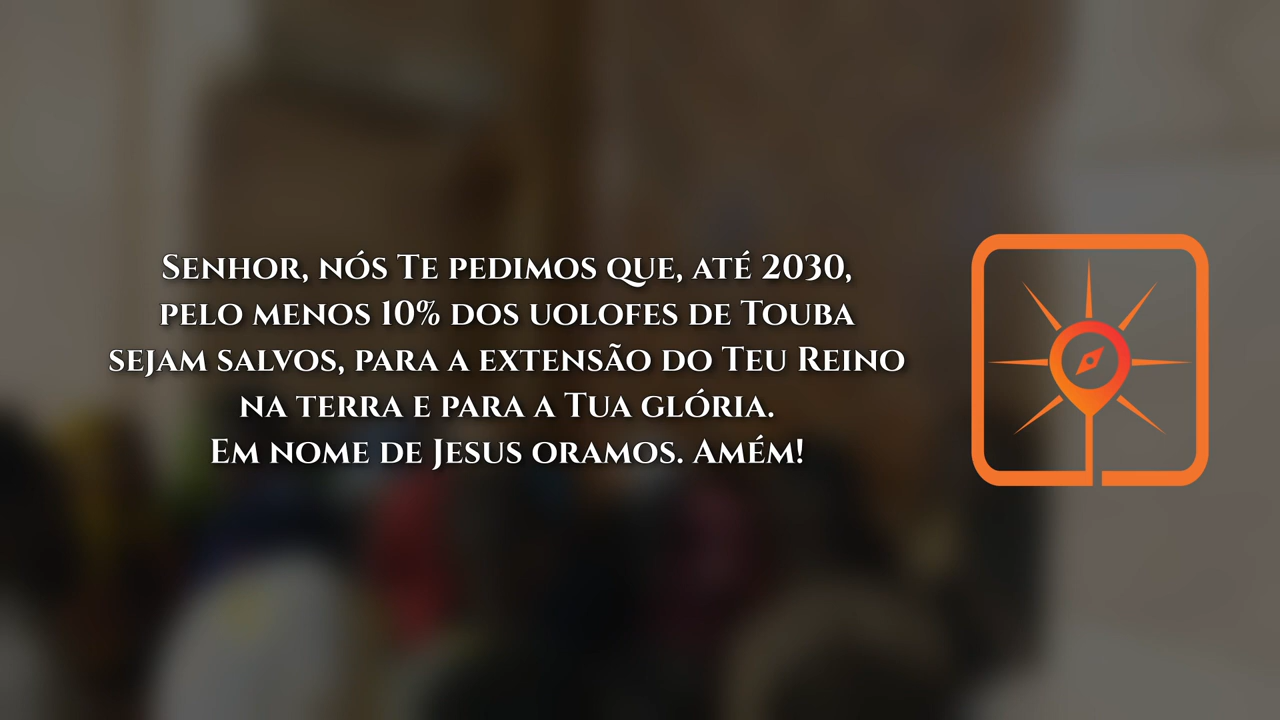 Senhor, nós Te pedimos que, até 2030,
pelo menos 10% dos uolofes de Touba
sejam salvos, para a extensão do Teu Reino
na terra e para a Tua glória.
Em nome de Jesus oramos. Amém!